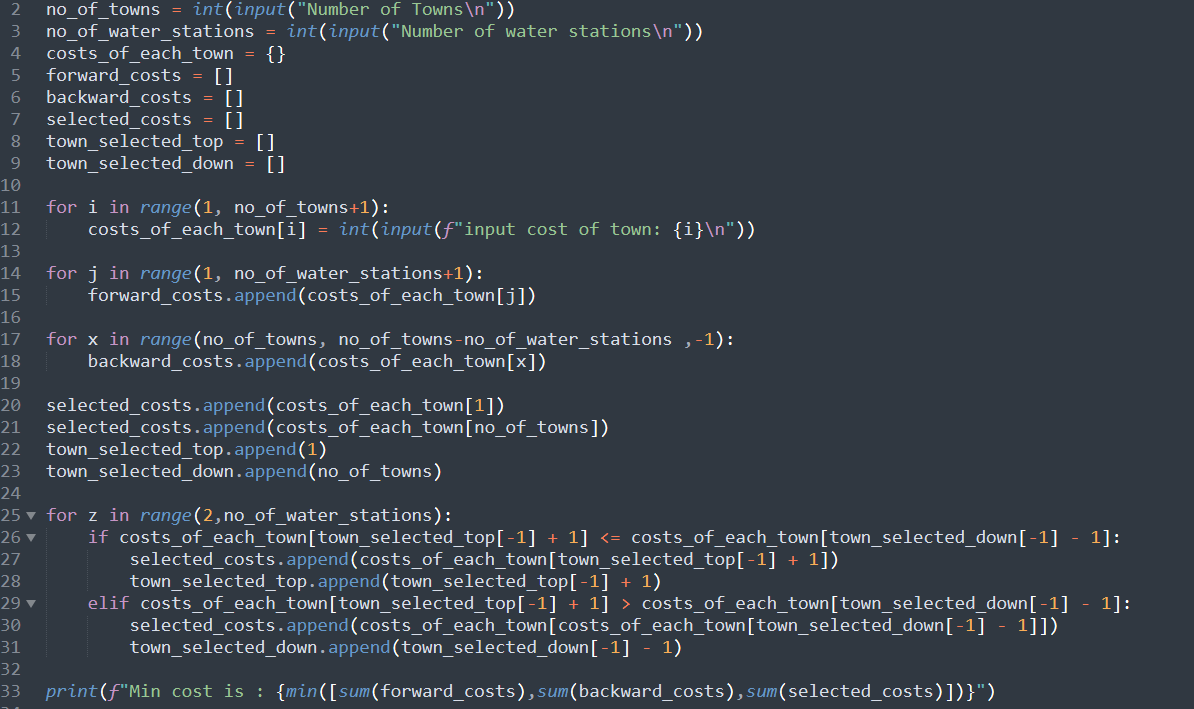 2 no_of_towns = int(input("Number of Towns\n"))
3 no_of_water_stations = int(input("Number of water stations\n"))
4 costs_of_each_town = {}
5 forward_costs = []
6 backward_costs = []
7 selected_costs = []
8 town_selected_top = []
9 town_selected_down = []
10
11 for i in range(1, no_of_towns+1):
12     costs_of_each_town[i] = int(input(f"input cost of town: {i}\n"))
13
14 for j in range(1, no_of_water_stations+1):
15     forward_costs.append(costs_of_each_town[j])
16
17 for x in range(no_of_towns, no_of_towns-no_of_water_stations ,-1):
18     backward_costs.append(costs_of_each_town[x])
19
20 selected_costs.append(costs_of_each_town[1])
21 selected_costs.append(costs_of_each_town[no_of_towns])
22 town_selected_top.append(1)
23 town_selected_down.append(no_of_towns)
24
25 for z in range(2,no_of_water_stations):
26     if costs_of_each_town[town_selected_top[-1] + 1] <= costs_of_each_town[town_selected_down[-1] - 1]:
27         selected_costs.append(costs_of_each_town[town_selected_top[-1] + 1])
28         town_selected_top.append(town_selected_top[-1] + 1)
29     elif costs_of_each_town[town_selected_top[-1] + 1] > costs_of_each_town[town_selected_down[-1] - 1]:
30         selected_costs.append(costs_of_each_town[costs_of_each_town[town_selected_down[-1] - 1]])
31         town_selected_down.append(town_selected_down[-1] - 1)
32
33 print(f"Min cost is : {min([sum(forward_costs),sum(backward_costs),sum(selected_costs)])}")